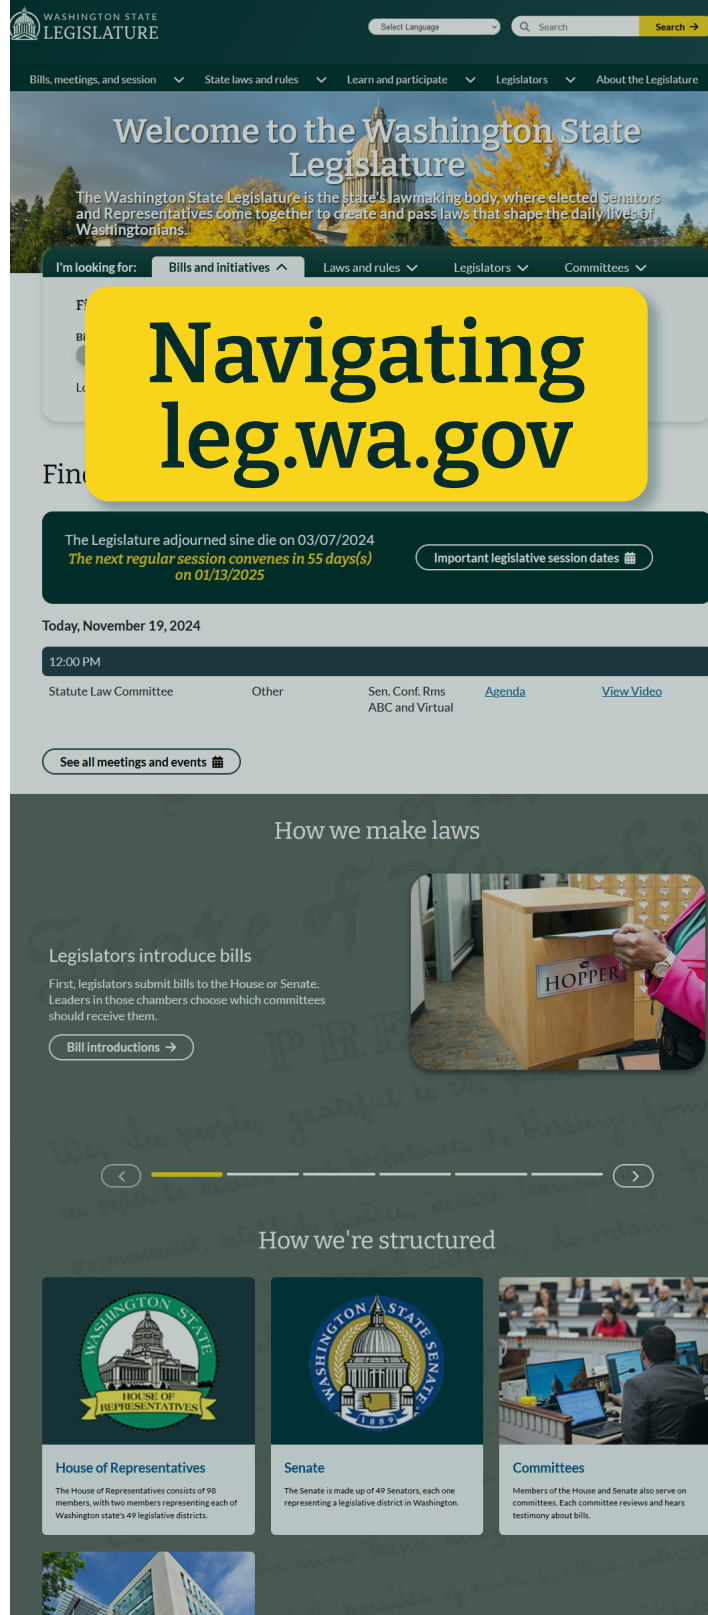 WASHINGTON STATE
LEGISLATURE
Select Language
Search
Search →
Bills, meetings, and session
State laws and rules
Learn and participate
Legislators
About the Legislature
Welcome to the Washington State
Legislature
The Washington State Legislature is the state's lawmaking body, where elected Senators
and Representatives come together to create and pass laws that shape the daily lives of
Washingtonians.
I'm looking for:
Bills and initiatives
Laws and rules
Legislators
Committees
Navigating
leg.wa.gov
The Legislature adjourned sine die on 03/07/2024
The next regular session convenes in 55 days(s)
on 01/13/2025
Important legislative session dates
Today, November 19, 2024
12:00 PM
Statute Law Committee
Other
Sen. Conf. Rms
ABC and Virtual
Agenda
View Video
See all meetings and events
How we make laws
Legislators introduce bills
First, legislators submit bills to the House or Senate.
Leaders in those chambers choose which committees
should receive them.
Bill introductions →
HOPPER
How we're structured
WASHINGTON STATE
HOUSE OF
REPRESENTATIVES
House of Representatives
The House of Representatives consists of 98
members, with two members representing each of
Washington state's 49 legislative districts.
WASHINGTON STATE SENATE
1889
Senate
The Senate is made up of 49 Senators, each one
representing a legislative district in Washington.
Committees
Members of the House and Senate also serve on
committees. Each committee reviews and hears
testimony about bills.